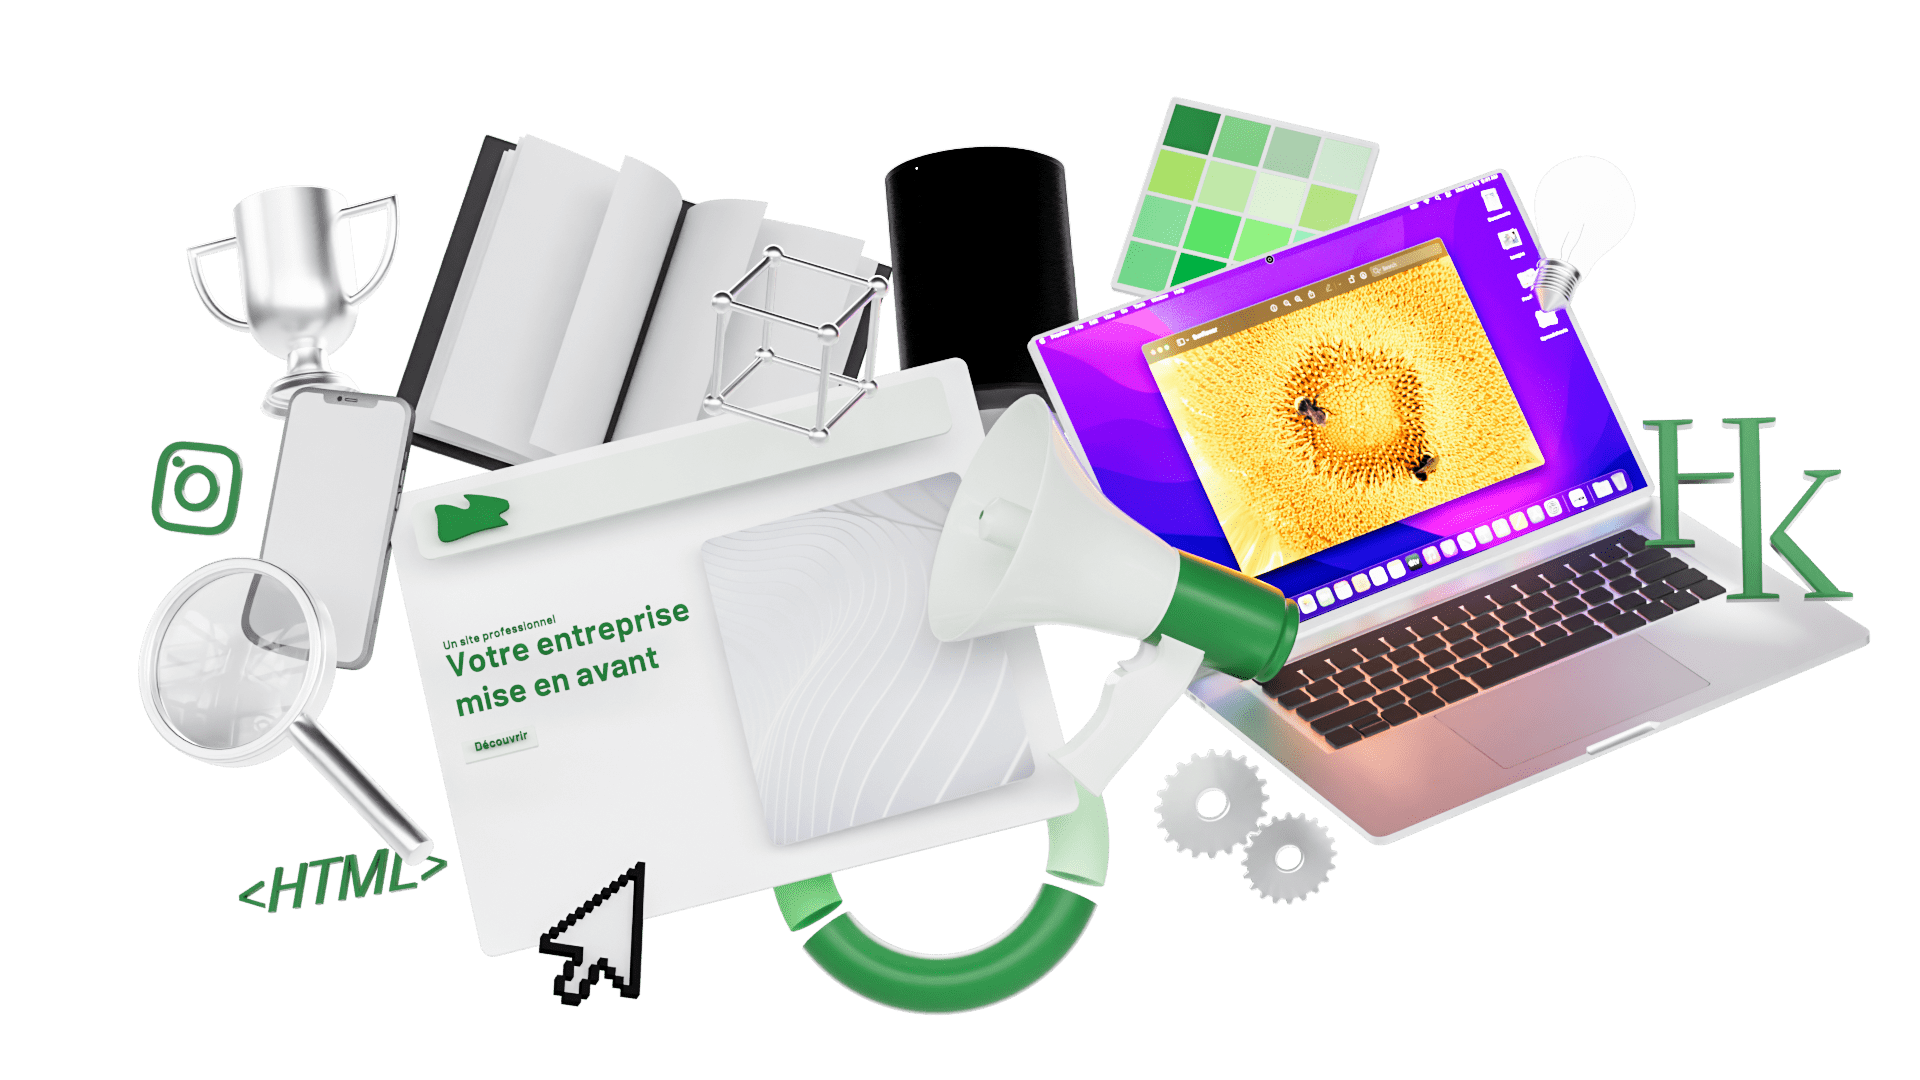 Un site professionnel
Votre entreprise
mise en avant
Découvrir
<HTML>
Hk